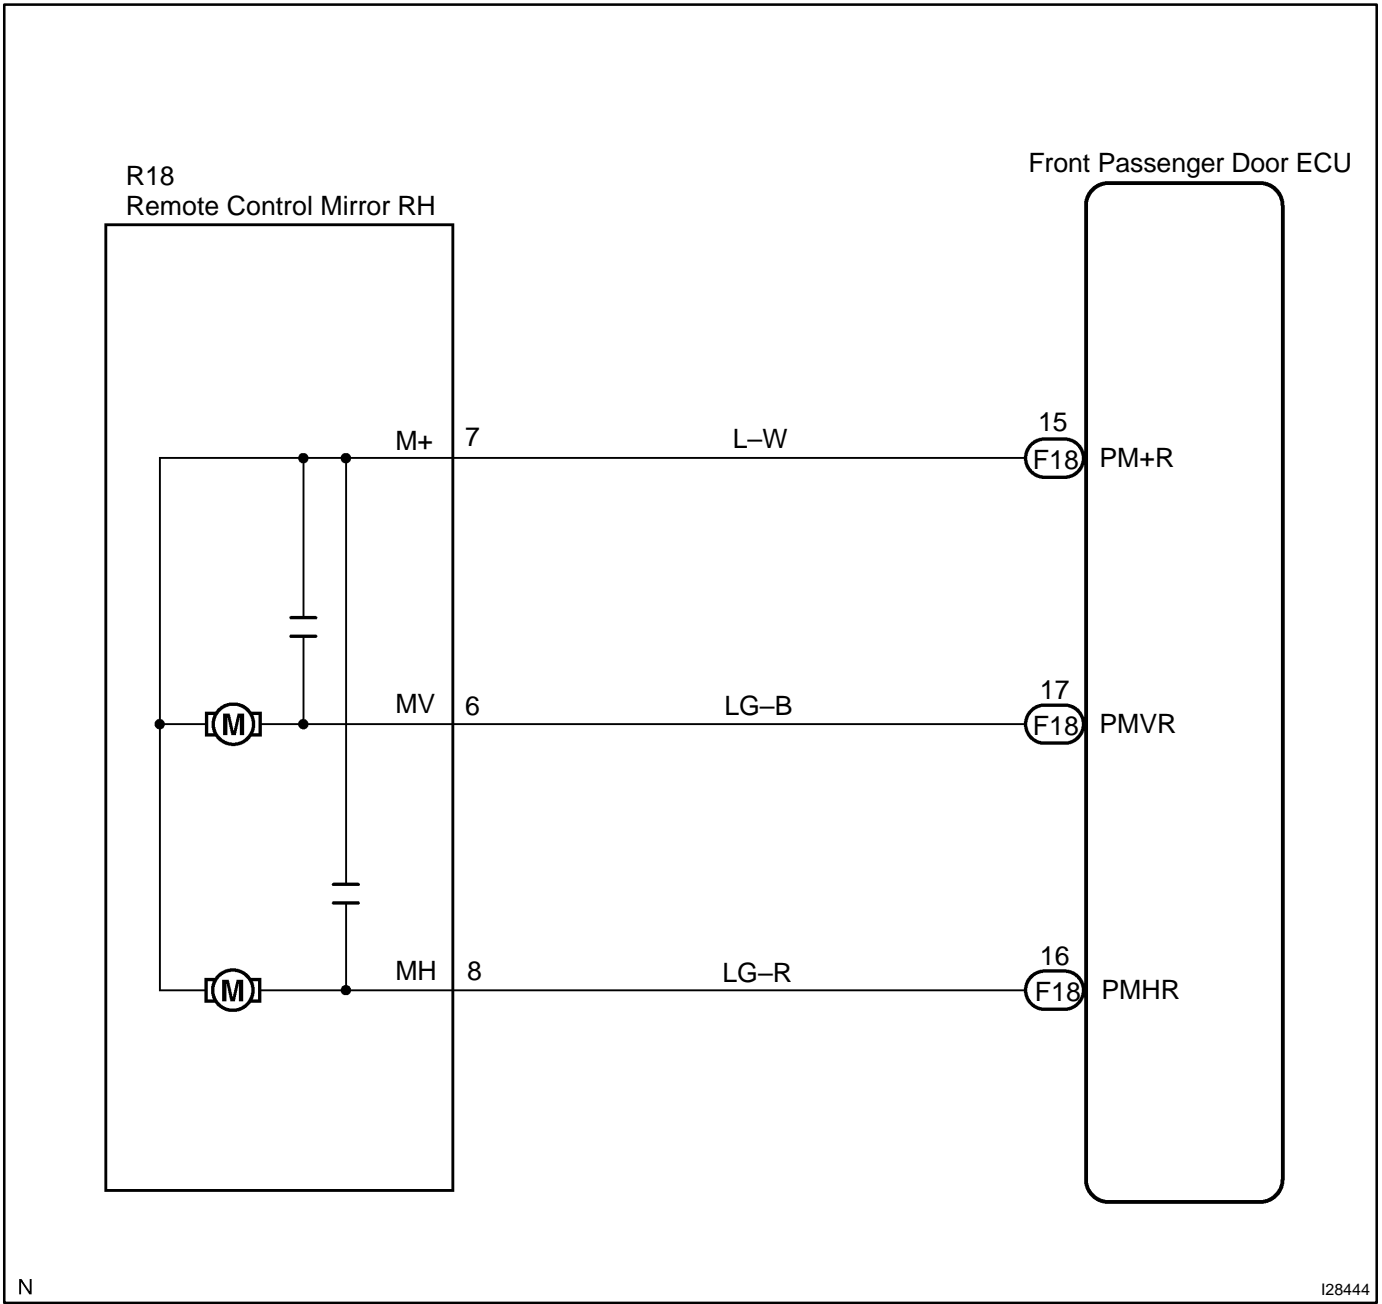 Front Passenger Door ECU
R18
Remote Control Mirror RH
M+ 7 L–W 15 F18 PM+R
M
MV 6 LG–B 17 F18 PMVR
M
MH 8 LG–R 16 F18 PMHR
N
I28444